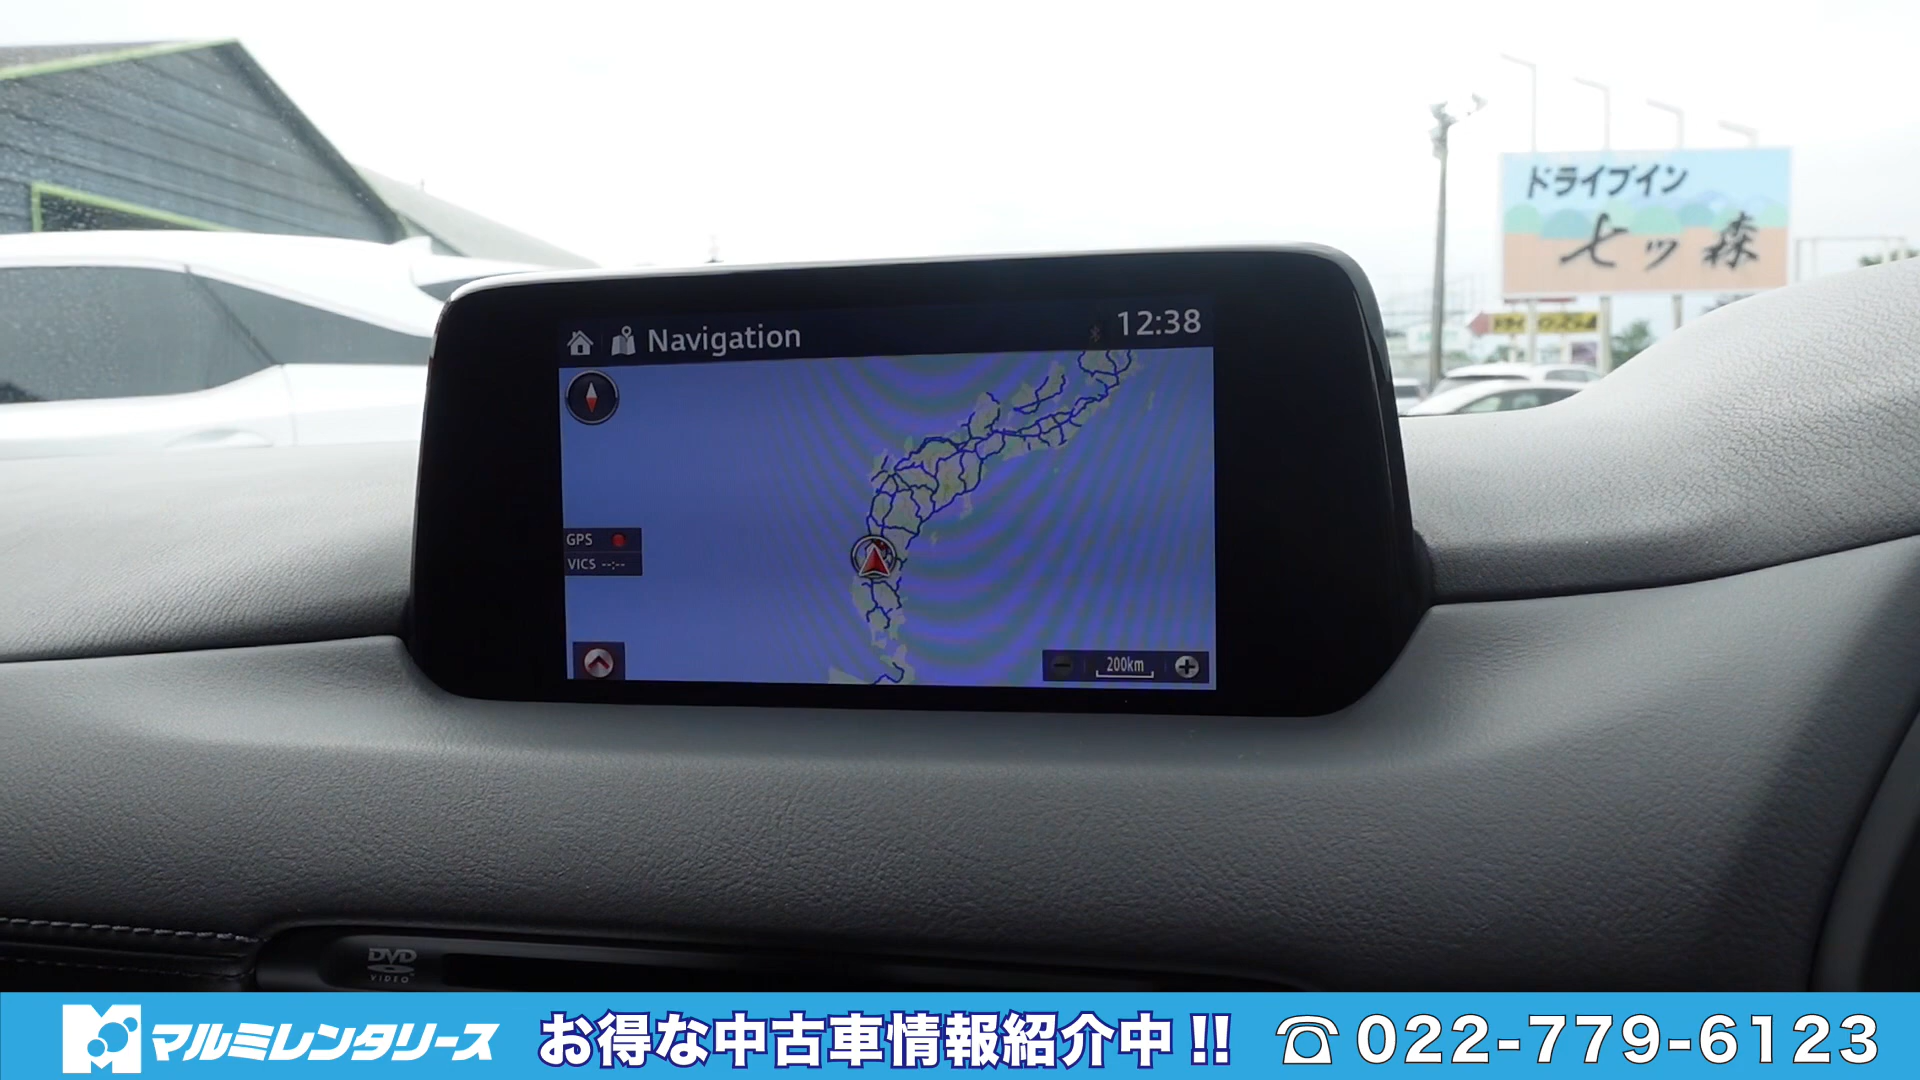 ドライブイン
七ッ森
Navigation
12:38
GPS
VICS --:--
200km
DVD
VIDEO
マルミレンタリース
お得な中古車情報紹介中!!
☎022-779-6123